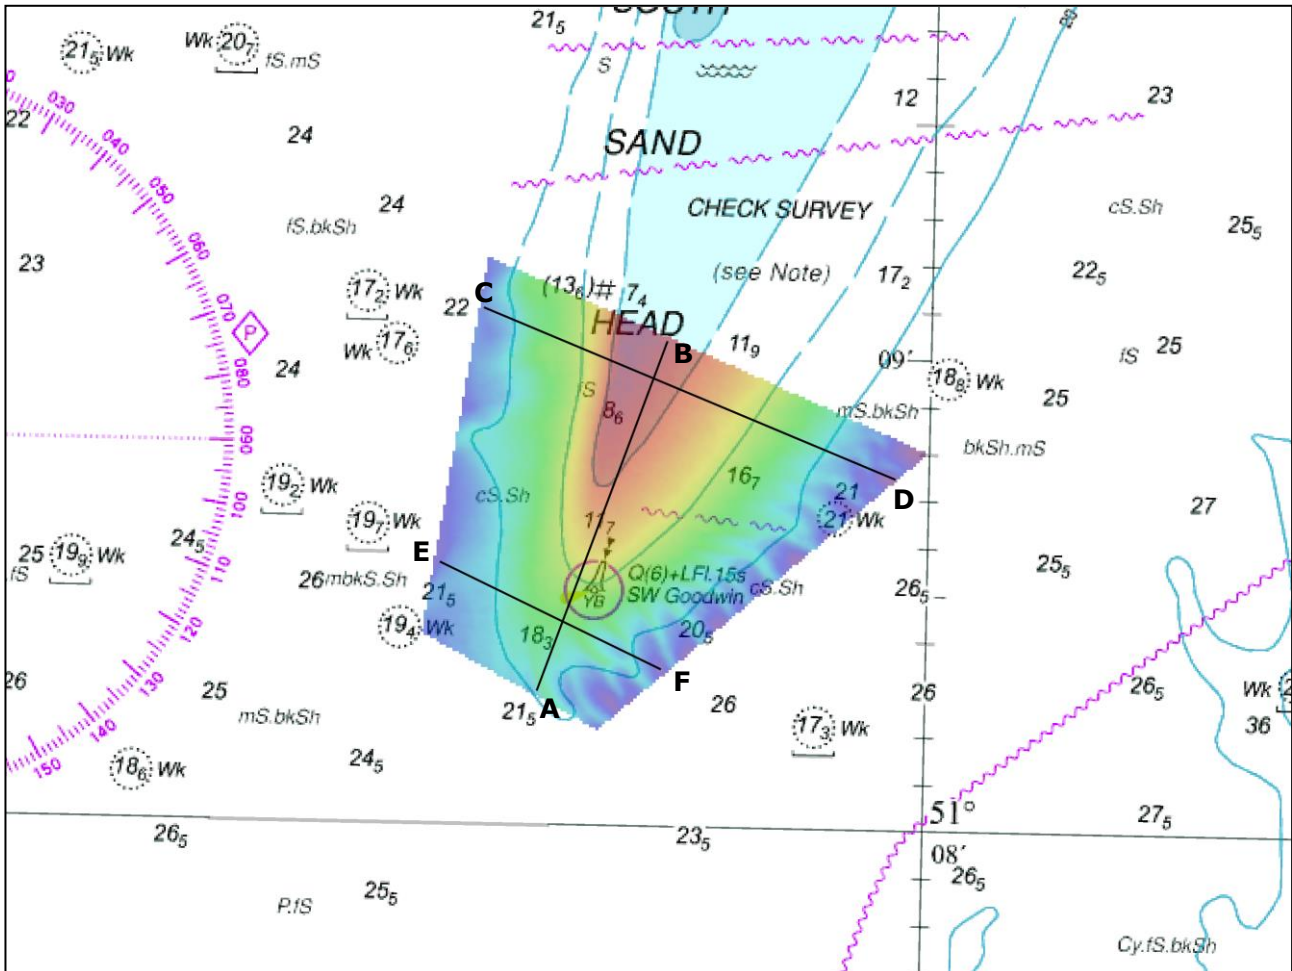 SOUTH
21₅
20
21₅ Wk
Wk 20₇
fS.mS
S
12
23
030
22
040
24
SAND
050
24
CHECK SURVEY
cS.Sh
25₅
fS.bkSh
060
23
(see Note)
17₂
22₅
070
17₂ Wk
C
22
(13₆)# 7₄
HEAD
P
Wk 17₆
B
11₉
09′
fS
25
080
24
18₈ Wk
fS
8₆
mS.bkSh
25
060
bkSh.mS
19₂ Wk
cS.Sh
16₇
21
D
100
27
19₇ Wk
11₇
21 Wk
24₅
25
fS
19₉ Wk
110
E
26
mbkS.Sh
21₅
Q(6)+LFl.15s
SW Goodwin
cS.Sh
YB
26₅
25₅
120
19₄ Wk
18₃
20₅
26
130
25
F
26
26₅
Wk
mS.bkSh
21₅
A
26
17₃ Wk
36
140
150
18₆ Wk
24₅
51°
26₅
23₅
08′
27₅
26₅
25₅
P.fS
Cy.fS.bkSh